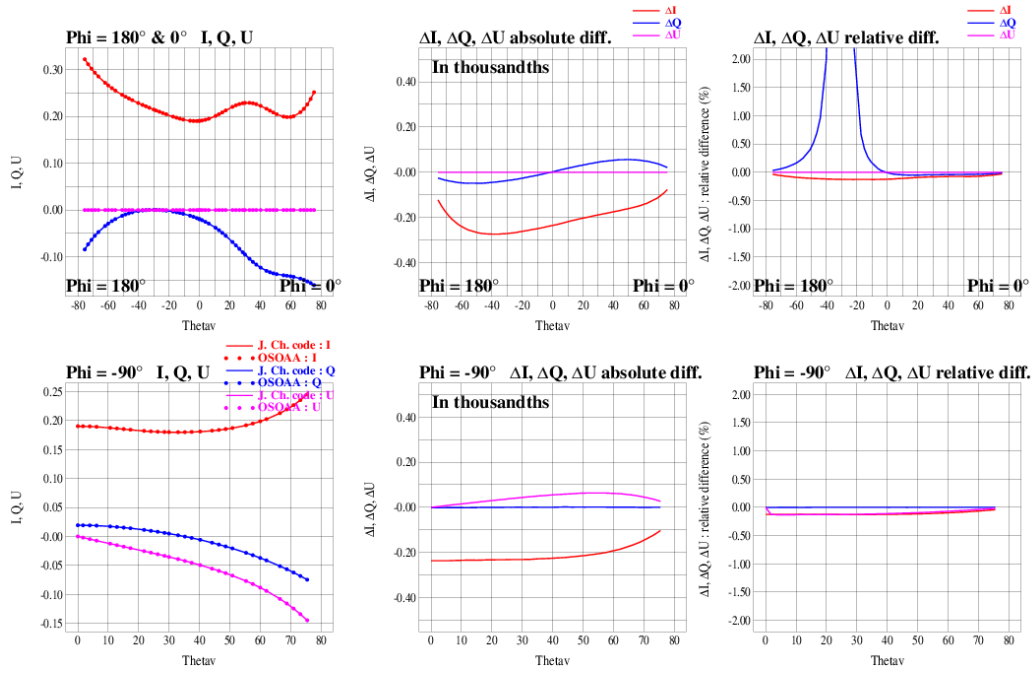 ΔI
ΔQ
ΔU
ΔI
ΔQ
ΔU
Phi = 180° & 0° I, Q, U
I, Q, U
0.30
0.20
0.10
0.00
-0.10
Phi = 180°
Phi = 0°
-80 -60 -40 -20 0 20 40 60 80
Thetav
ΔI, ΔQ, ΔU absolute diff.
In thousandths
ΔI, ΔQ, ΔU
0.40
0.20
-0.00
-0.20
-0.40
Phi = 180°
Phi = 0°
-80 -60 -40 -20 0 20 40 60 80
Thetav
ΔI, ΔQ, ΔU relative diff.
ΔI, ΔQ, ΔU : relative difference (%)
2.00
1.50
1.00
0.50
0.00
-0.50
-1.00
-1.50
-2.00
Phi = 180°
Phi = 0°
-80 -60 -40 -20 0 20 40 60 80
Thetav
Phi = -90° I, Q, U
J. Ch. code : I
OSOAA : I
J. Ch. code : Q
OSOAA : Q
J. Ch. code : U
OSOAA : U
I, Q, U
0.25
0.20
0.15
0.10
0.05
-0.00
-0.05
-0.10
-0.15
0 10 20 30 40 50 60 70 80
Thetav
Phi = -90° ΔI, ΔQ, ΔU absolute diff.
In thousandths
ΔI, ΔQ, ΔU
0.40
0.20
-0.00
-0.20
-0.40
0 10 20 30 40 50 60 70 80
Thetav
Phi = -90° ΔI, ΔQ, ΔU relative diff.
ΔI, ΔQ, ΔU : relative difference (%)
2.00
1.50
1.00
0.50
0.00
-0.50
-1.00
-1.50
-2.00
0 10 20 30 40 50 60 70 80
Thetav